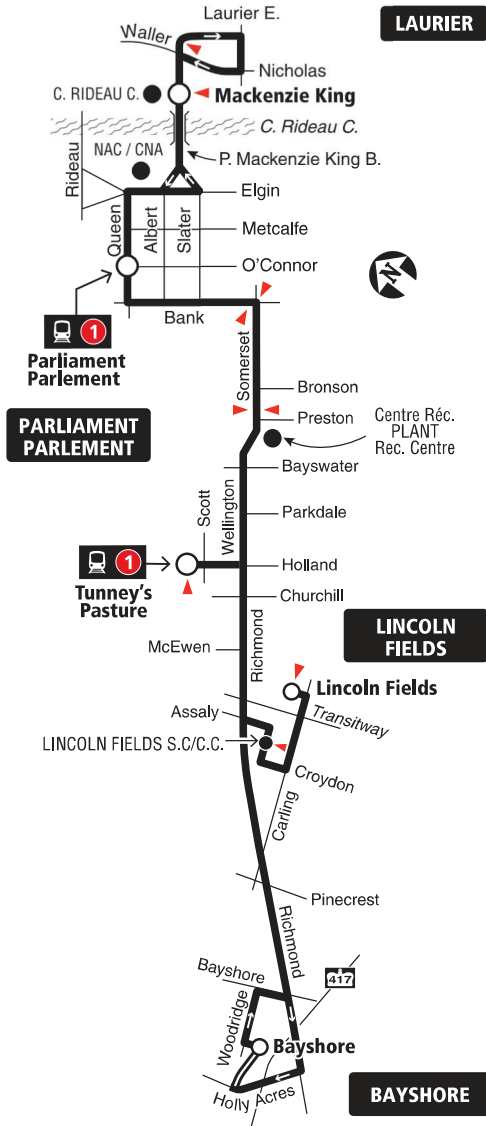 Laurier E.
LAURIER
Waller
Nicholas
C. RIDEAU C.
Mackenzie King
C. Rideau C.
NAC / CNA
P. Mackenzie King B.
Rideau
Elgin
Queen
Albert
Slater
Metcalfe
O'Connor
N
Bank
1
Parliament
Parlement
Somerset
Bronson
PARLIAMENT
PARLEMENT
Preston
Centre Réc.
PLANT
Rec. Centre
Bayswater
Scott
Wellington
Parkdale
1
Holland
Tunney's
Pasture
Churchill
LINCOLN
FIELDS
McEwen
Richmond
Lincoln Fields
Assaly
Transitway
LINCOLN FIELDS S.C/C.C.
Croydon
Carling
Pinecrest
Richmond
Bayshore
417
Woodridge
Bayshore
Holly Acres
BAYSHORE